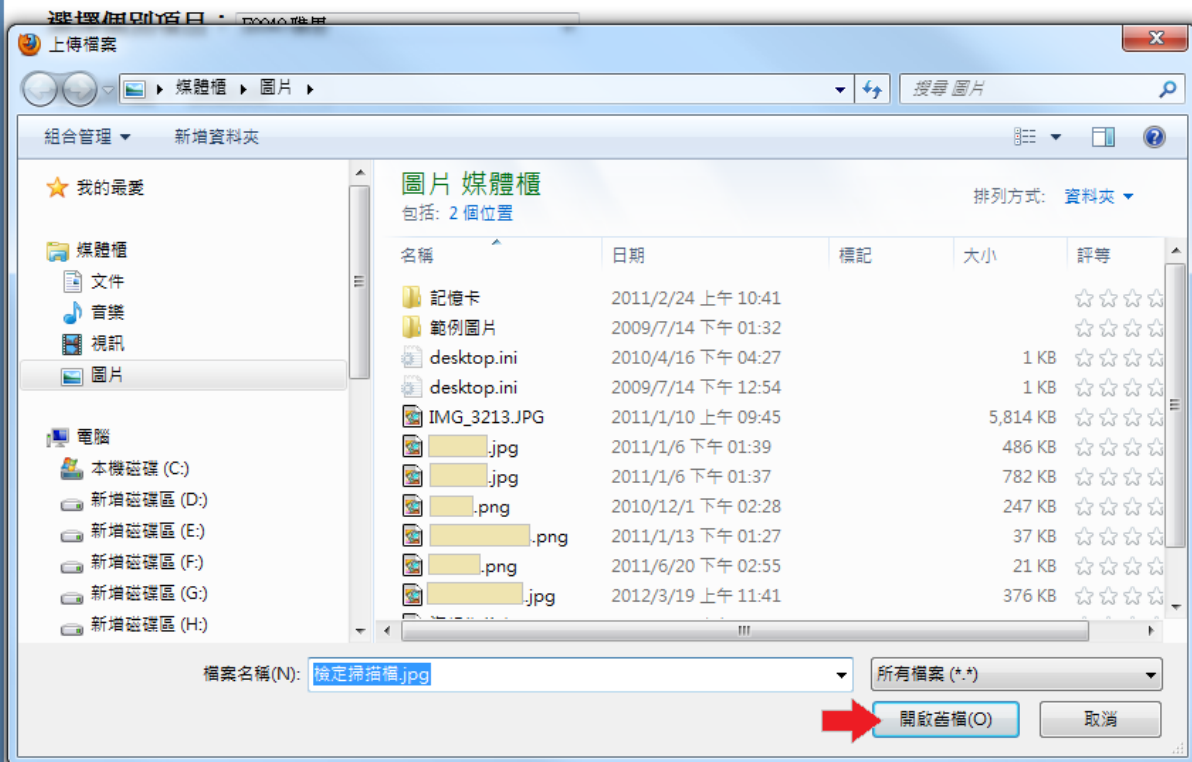 選擇個別項目：
上傳檔案
媒體櫃 圖片
搜尋 圖片
組合管理 新增資料夾
我的最愛
媒體櫃
文件
音樂
視訊
圖片
電腦
本機磁碟 (C:)
新增磁碟區 (D:)
新增磁碟區 (E:)
新增磁碟區 (F:)
新增磁碟區 (G:)
新增磁碟區 (H:)
圖片 媒體櫃
包括: 2 個位置
排列方式: 資料夾
名稱 日期 標記 大小 評等
記憶卡 2011/2/24 上午 10:41
範例圖片 2009/7/14 下午 01:32
desktop.ini 2010/4/16 下午 04:27 1 KB
desktop.ini 2009/7/14 下午 12:54 1 KB
IMG_3213.JPG 2011/1/10 上午 09:45 5,814 KB
.jpg 2011/1/6 下午 01:39 486 KB
.jpg 2011/1/6 下午 01:37 782 KB
.png 2010/12/1 下午 02:28 247 KB
.png 2011/1/13 下午 01:27 37 KB
.png 2011/6/20 下午 02:55 21 KB
.jpg 2012/3/19 上午 11:41 376 KB
檔案名稱(N): 檢定掃描檔.jpg 所有檔案 (*.*)
開啟舊檔(O) 取消